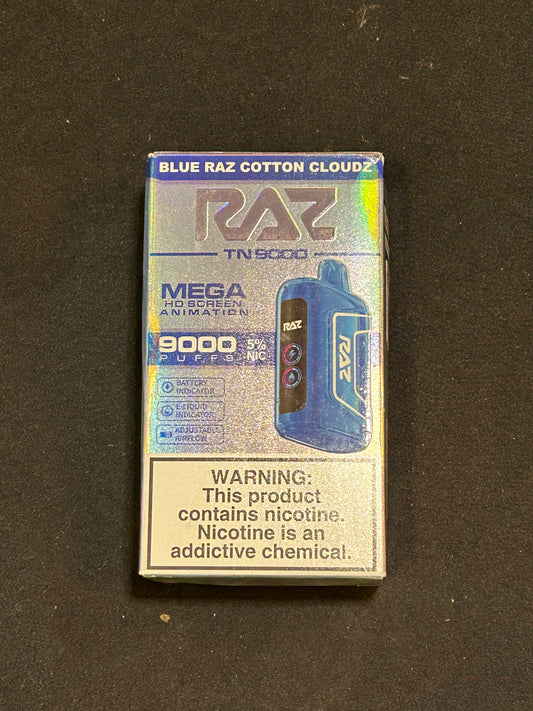 BLUE RAZ COTTON CLOUDZ
RAZ
TN9000
MEGA
HD SCREEN
ANIMATION
9000
PUFFS
5%
NIC
RAZ
RAZ
BATTERY
INDICATOR
E-LIQUID
INDICATOR
ADJUSTABLE
AIRFLOW
WARNING:
This product
contains nicotine.
Nicotine is an
addictive chemical.